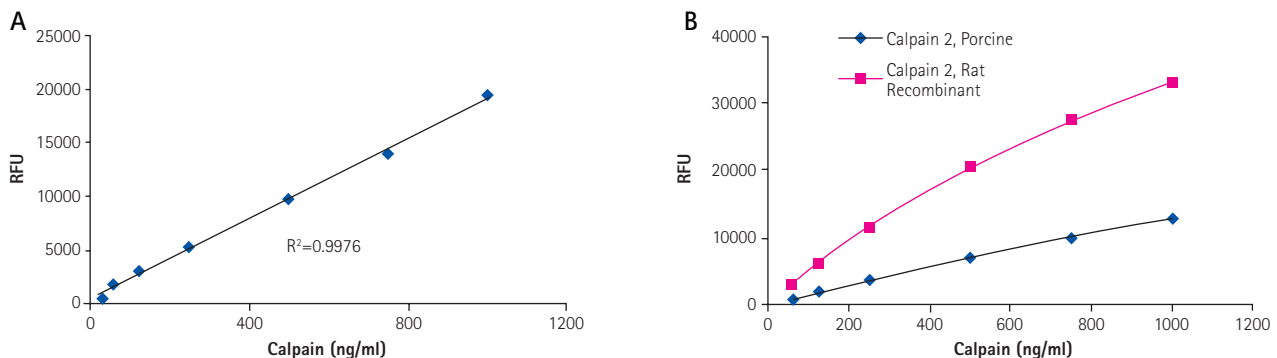 A
25000
20000
15000
10000
5000
0
RFU
R²=0.9976
0
400
800
1200
Calpain (ng/ml)
B
40000
30000
20000
10000
0
RFU
Calpain 2, Porcine
Calpain 2, Rat
Recombinant
0
200
400
600
800
1000
1200
Calpain (ng/ml)